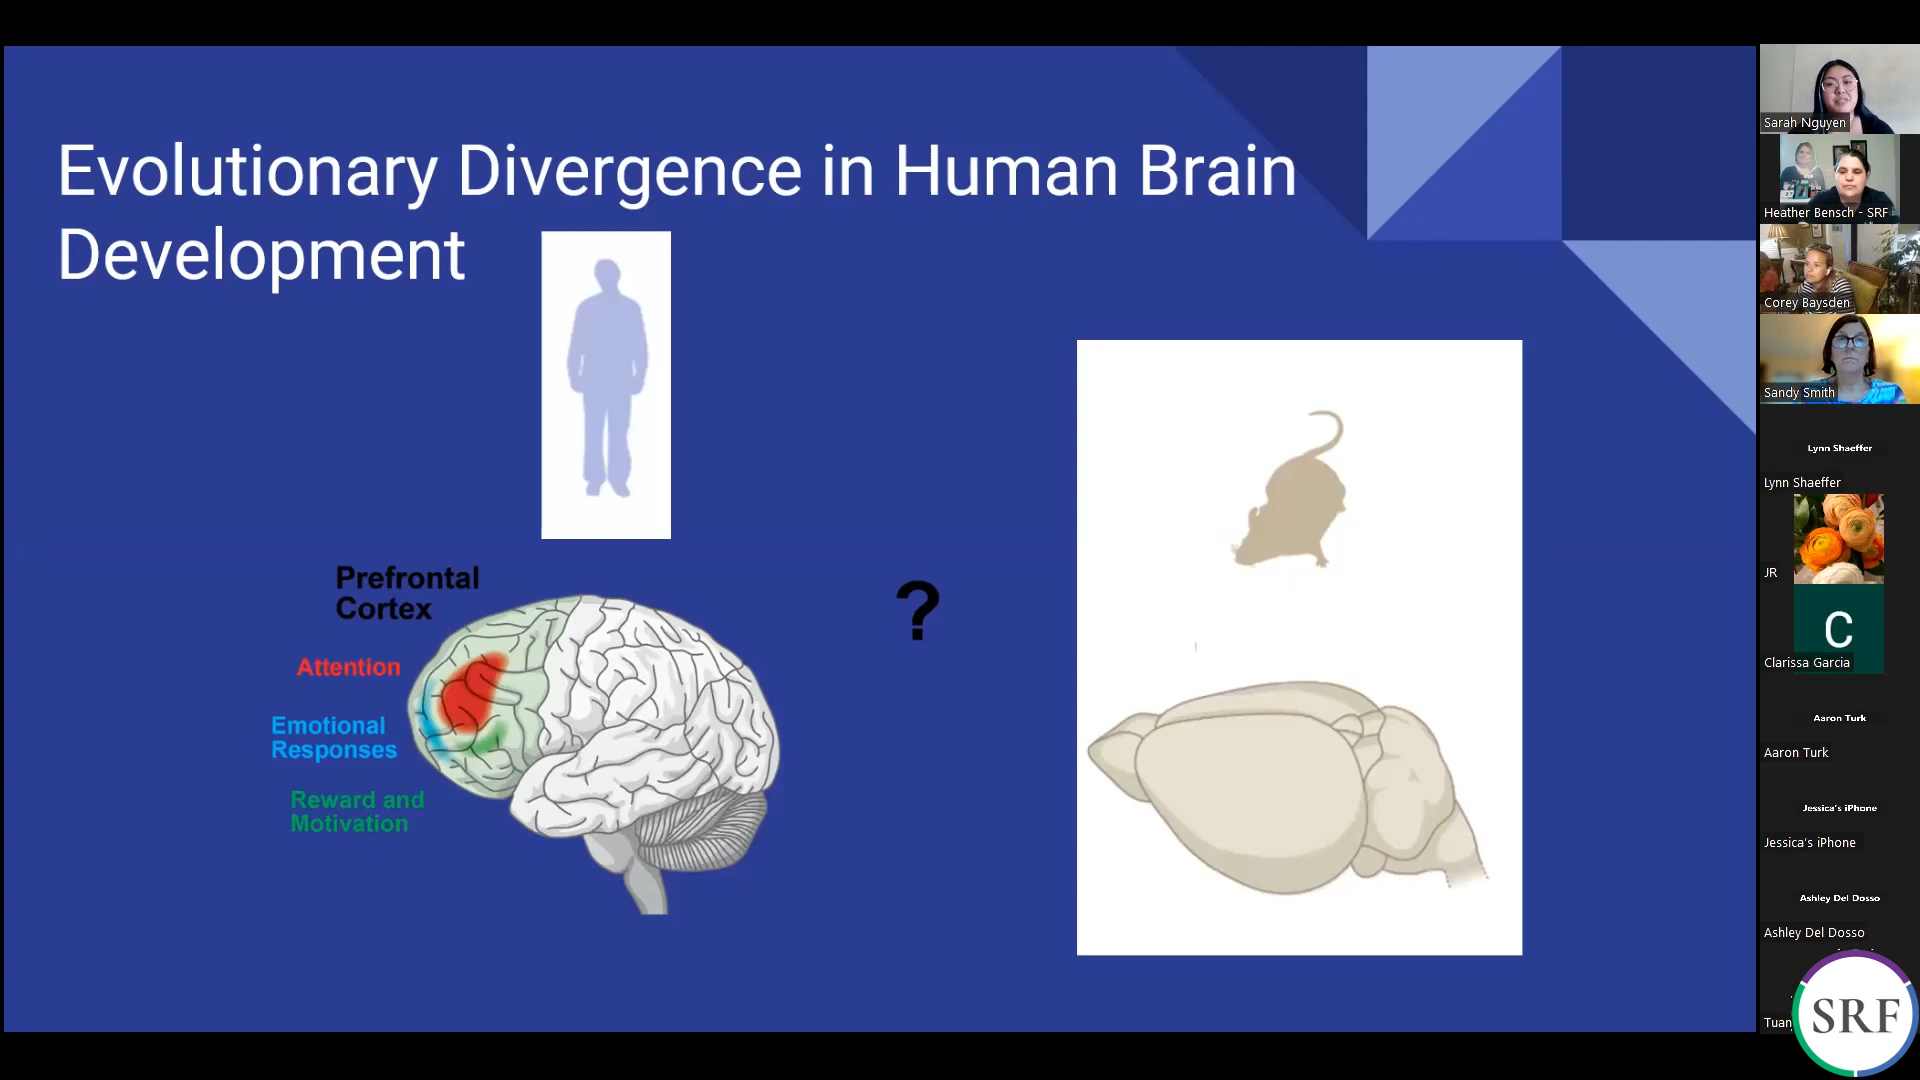 Evolutionary Divergence in Human Brain
Development
Prefrontal
Cortex
Attention
Emotional
Responses
Reward and
Motivation
?
Sarah Nguyen
Heather Bensch - SRF
Corey Baysden
Sandy Smith
Lynn Shaeffer
Lynn Shaeffer
JR
C
Clarissa Garcia
Aaron Turk
Aaron Turk
Jessica's iPhone
Jessica's iPhone
Ashley Del Dosso
Ashley Del Dosso
SRF